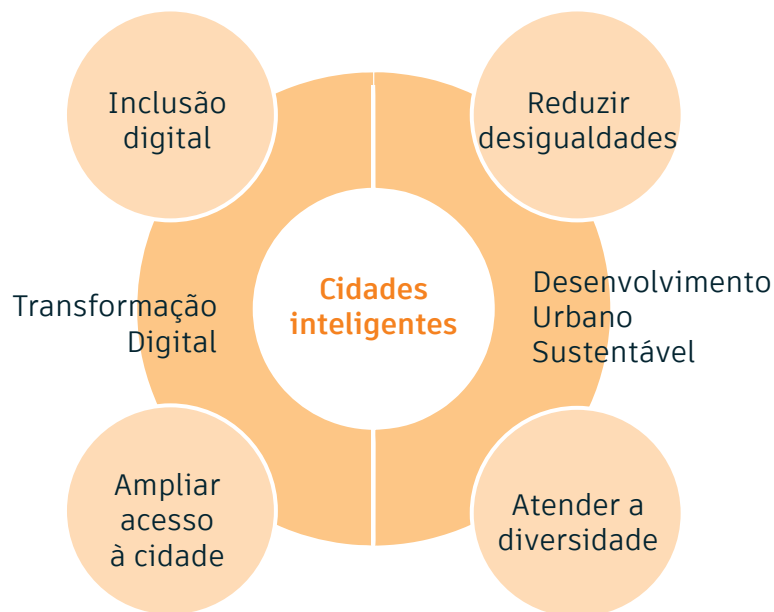 Inclusão
digital
Reduzir
desigualdades
Cidades
inteligentes
Transformação
Digital
Desenvolvimento
Urbano
Sustentável
Ampliar
acesso
à cidade
Atender a
diversidade